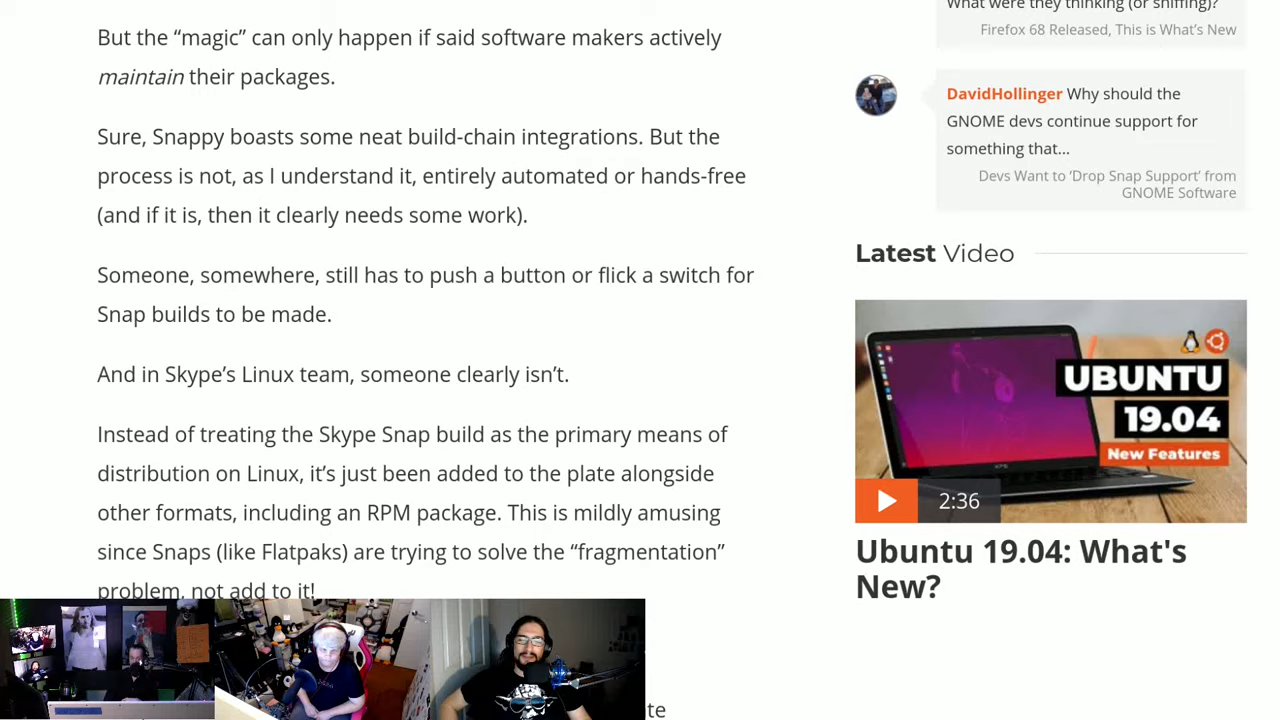 But the “magic” can only happen if said software makers actively
maintain their packages.
Sure, Snappy boasts some neat build-chain integrations. But the
process is not, as I understand it, entirely automated or hands-free
(and if it is, then it clearly needs some work).
Someone, somewhere, still has to push a button or flick a switch for
Snap builds to be made.
And in Skype’s Linux team, someone clearly isn’t.
Instead of treating the Skype Snap build as the primary means of
distribution on Linux, it’s just been added to the plate alongside
other formats, including an RPM package. This is mildly amusing
since Snaps (like Flatpaks) are trying to solve the “fragmentation”
problem, not add to it!
te
What were they thinking (or sniffing)?
Firefox 68 Released, This is What’s New
DavidHollinger Why should the
GNOME devs continue support for
something that...
Devs Want to ‘Drop Snap Support’ from
GNOME Software
Latest Video
UBUNTU
19.04
New Features
2:36
Ubuntu 19.04: What's
New?